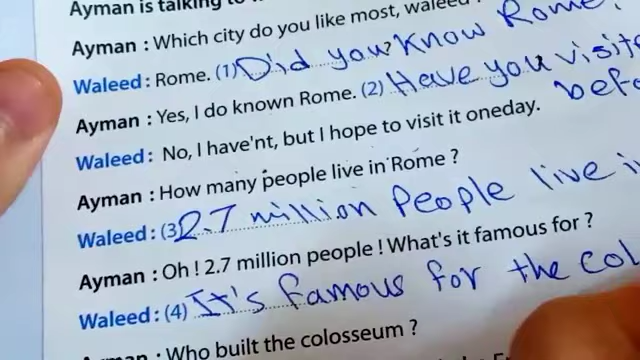 Ayman is talking to
Ayman : Which city do you like most, waleed ?
Waleed: Rome. (1) Did you know Rome?
Ayman : Yes, I do known Rome. (2) Have you visite
before
Waleed: No, I have'nt, but I hope to visit it oneday.
Ayman : How many people live in Rome ?
Waleed: (3) 2.7 million People live in
Ayman : Oh ! 2.7 million people ! What's it famous for ?
Waleed: (4) It's famous for the col
Ayman : Who built the colosseum ?